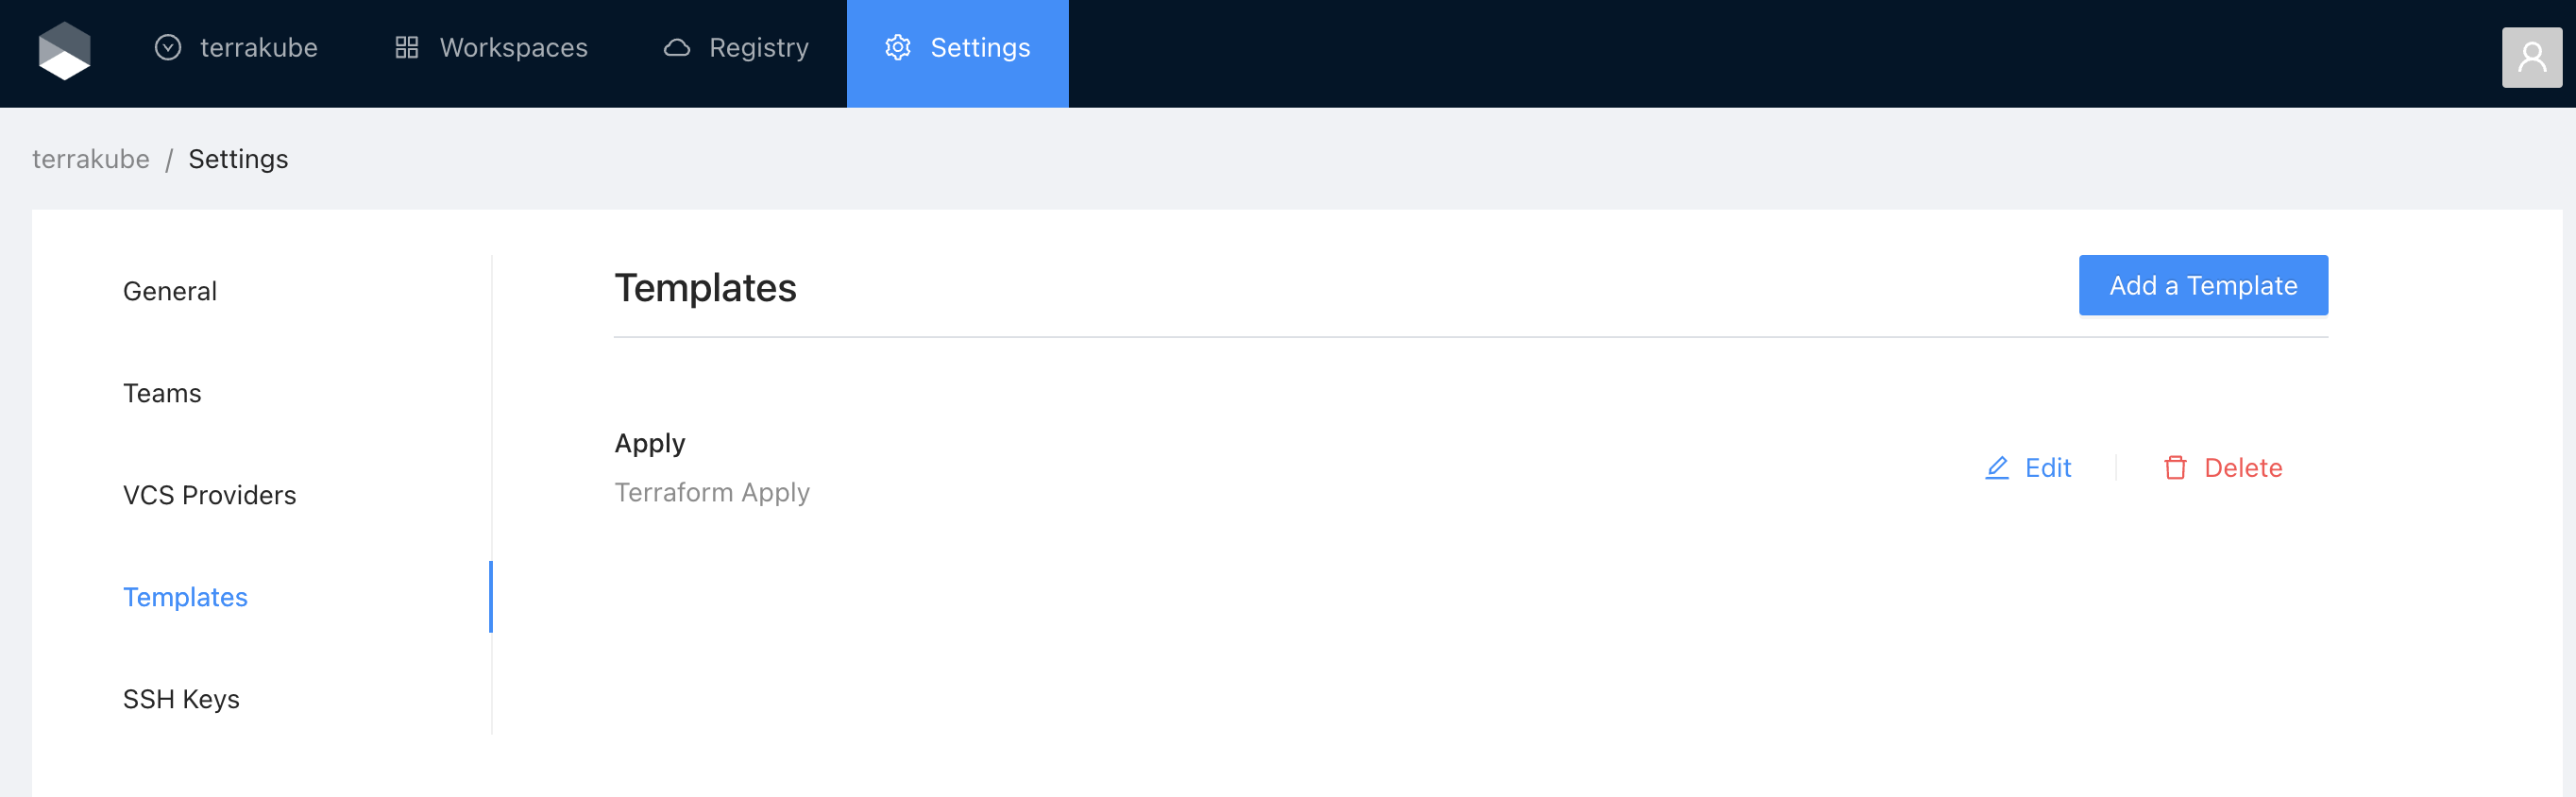 terrakube Workspaces Registry Settings
terrakube / Settings
General
Teams
VCS Providers
Templates
SSH Keys
Templates
Add a Template
Apply
Terraform Apply
Edit
Delete